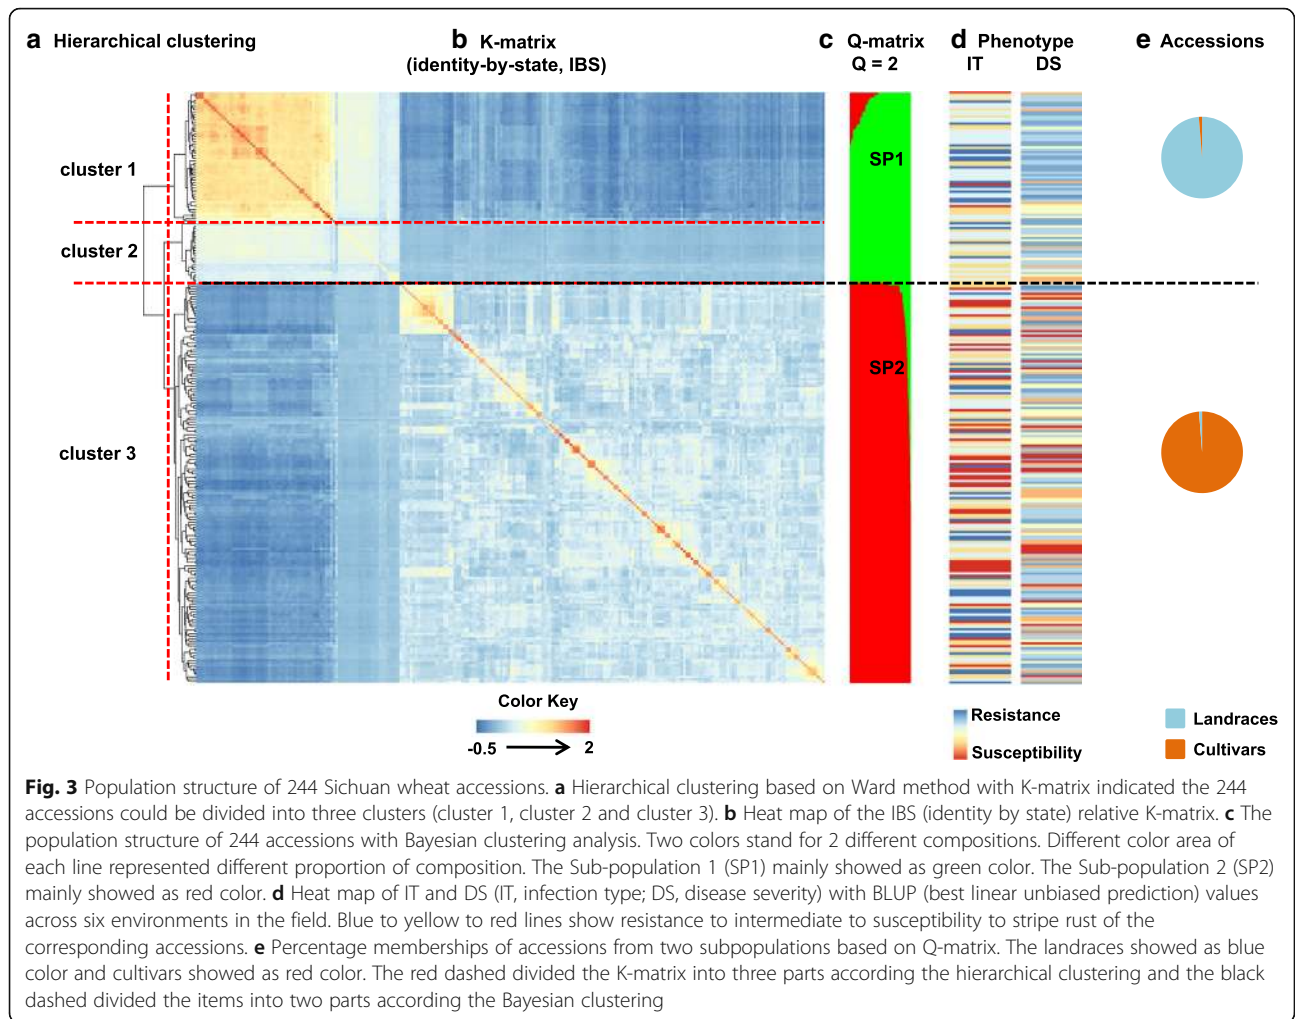 a Hierarchical clustering
b K-matrix
(identity-by-state, IBS)
c Q-matrix
Q = 2
d Phenotype
IT DS
e Accessions
cluster 1
cluster 2
cluster 3
SP1
SP2
Color Key
-0.5 2
Resistance
Susceptibility
Landraces
Cultivars
Fig. 3 Population structure of 244 Sichuan wheat accessions. a Hierarchical clustering based on Ward method with K-matrix indicated the 244
accessions could be divided into three clusters (cluster 1, cluster 2 and cluster 3). b Heat map of the IBS (identity by state) relative K-matrix. c The
population structure of 244 accessions with Bayesian clustering analysis. Two colors stand for 2 different compositions. Different color area of
each line represented different proportion of composition. The Sub-population 1 (SP1) mainly showed as green color. The Sub-population 2 (SP2)
mainly showed as red color. d Heat map of IT and DS (IT, infection type; DS, disease severity) with BLUP (best linear unbiased prediction) values
across six environments in the field. Blue to yellow to red lines show resistance to intermediate to susceptibility to stripe rust of the
corresponding accessions. e Percentage memberships of accessions from two subpopulations based on Q-matrix. The landraces showed as blue
color and cultivars showed as red color. The red dashed divided the K-matrix into three parts according the hierarchical clustering and the black
dashed divided the items into two parts according the Bayesian clustering